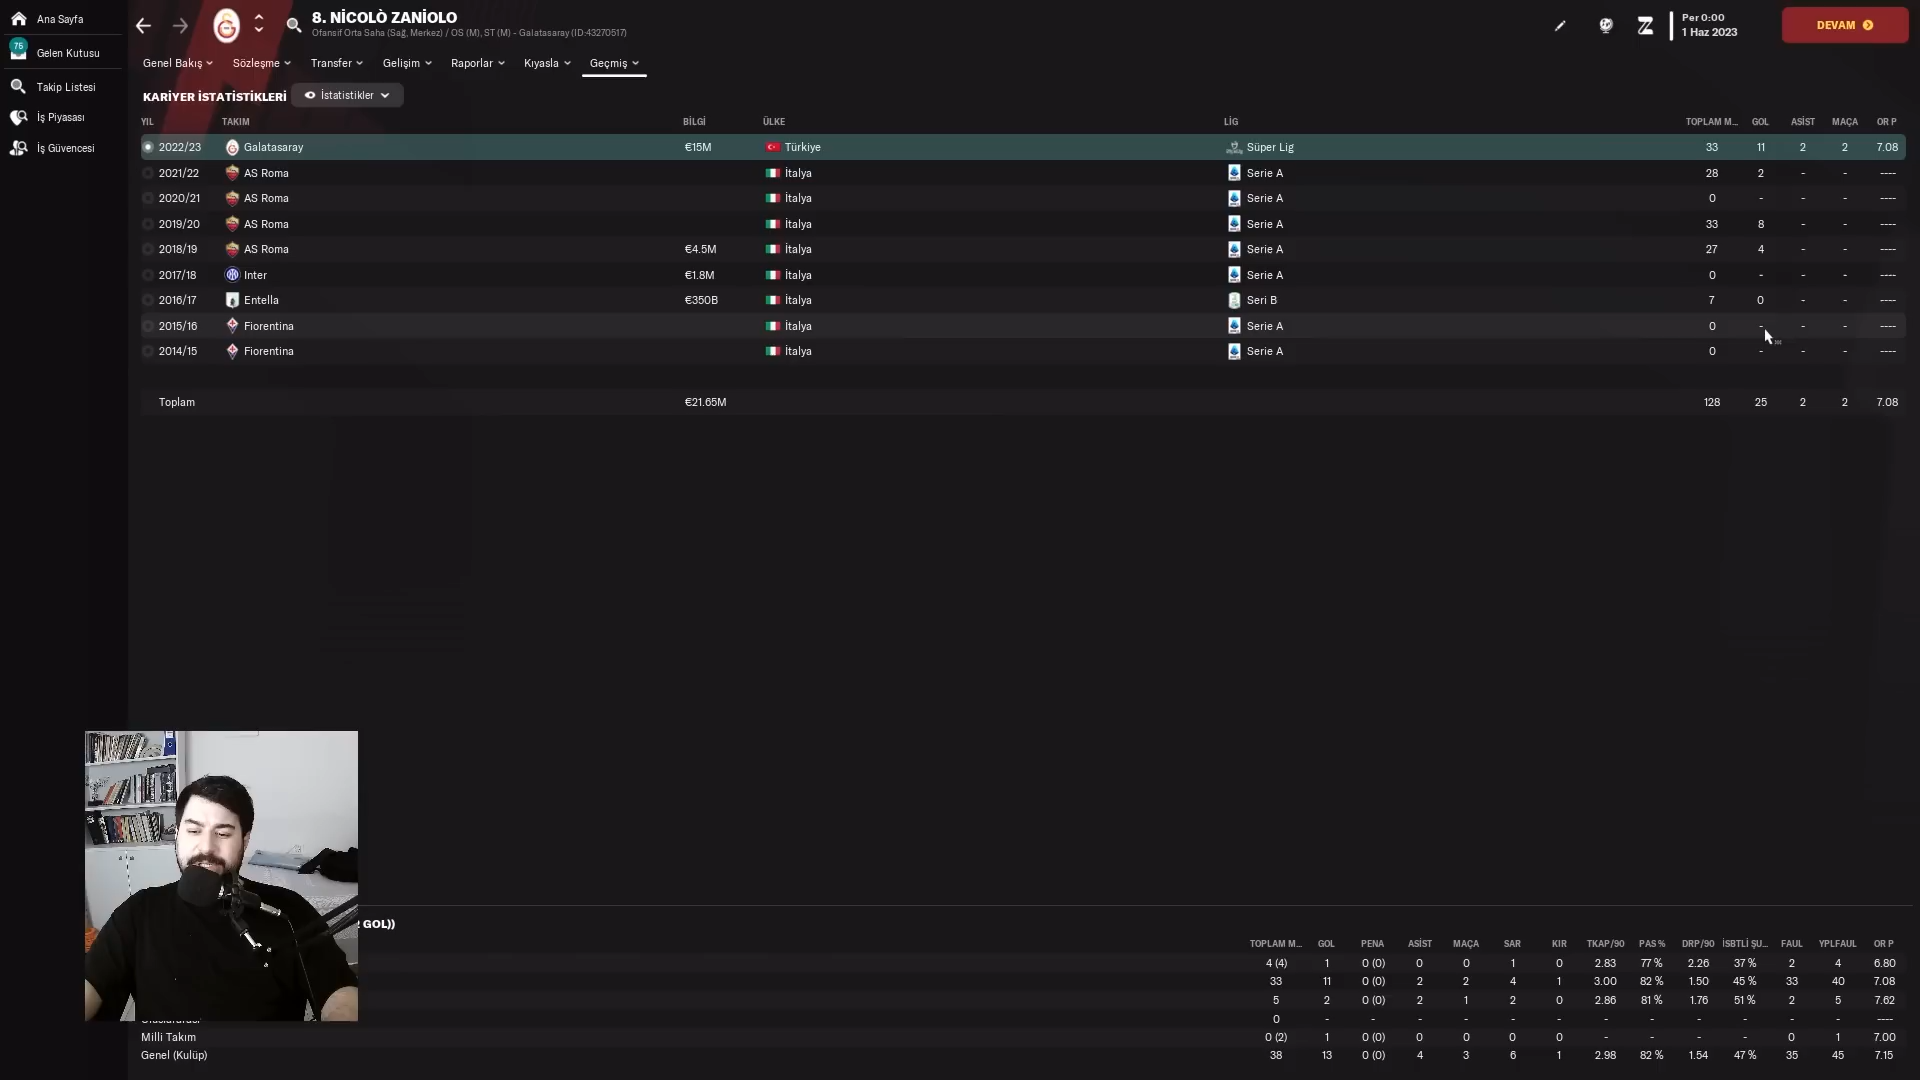 Ana Sayfa
75
Gelen Kutusu
Takip Listesi
İş Piyasası
İş Güvencesi
8. NİCOLÒ ZANİOLO
Ofansif Orta Saha (Sağ, Merkez) / OS (M), ST (M) - Galatasaray (ID:43270517)
Per 0:00
1 Haz 2023
DEVAM
Genel Bakış Sözleşme Transfer Gelişim Raporlar Kıyasla Geçmiş
KARİYER İSTATİSTİKLERİ İstatistikler
YIL TAKIM BİLGİ ÜLKE LİG TOPLAM M... GOL ASİST MAÇA OR P
2022/23 Galatasaray €15M Türkiye Süper Lig 33 11 2 2 7.08
2021/22 AS Roma İtalya Serie A 28 2 - - ----
2020/21 AS Roma İtalya Serie A 0 - - - ----
2019/20 AS Roma İtalya Serie A 33 8 - - ----
2018/19 AS Roma €4.5M İtalya Serie A 27 4 - - ----
2017/18 Inter €1.8M İtalya Serie A 0 - - - ----
2016/17 Entella €350B İtalya Seri B 7 0 - - ----
2015/16 Fiorentina İtalya Serie A 0 - - - ----
2014/15 Fiorentina İtalya Serie A 0 - - - ----
Toplam €21.65M 128 25 2 2 7.08
GOL))
TOPLAM M... GOL PENA ASİST MAÇA SAR KIR TKAP/90 PAS % DRP/90 İSBTLİ ŞU... FAUL YPLFAUL OR P
4 (4) 1 0 (0) 0 0 1 0 2.83 77 % 2.26 37 % 2 4 6.80
33 11 0 (0) 2 2 4 1 3.00 82 % 1.50 45 % 33 40 7.08
5 2 0 (0) 2 1 2 0 2.86 81 % 1.76 51 % 2 5 7.62
0 - - - - - - - - - - - - ----
Milli Takım 0 (2) 1 0 (0) 0 0 0 0 - - - - 0 1 7.00
Genel (Kulüp) 38 13 0 (0) 4 3 6 1 2.98 82 % 1.54 47 % 35 45 7.15